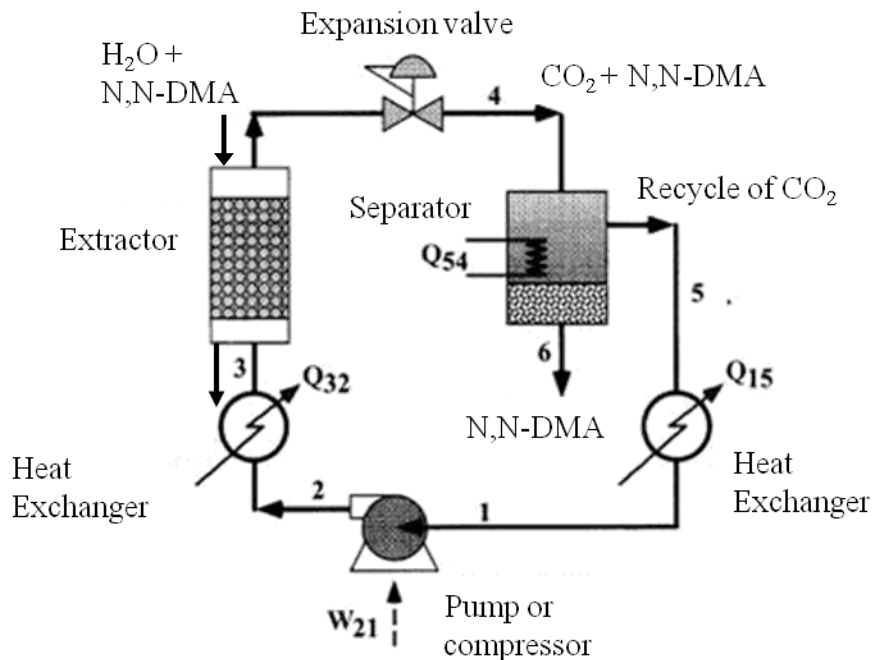 Expansion valve
H₂O +
N,N-DMA
4
CO₂ + N,N-DMA
Recycle of CO₂
Separator
Extractor
Q₅₄
5
3
Q₃₂
6
Q₁₅
N,N-DMA
Heat
Exchanger
Heat
Exchanger
2
1
W₂₁
Pump or
compressor